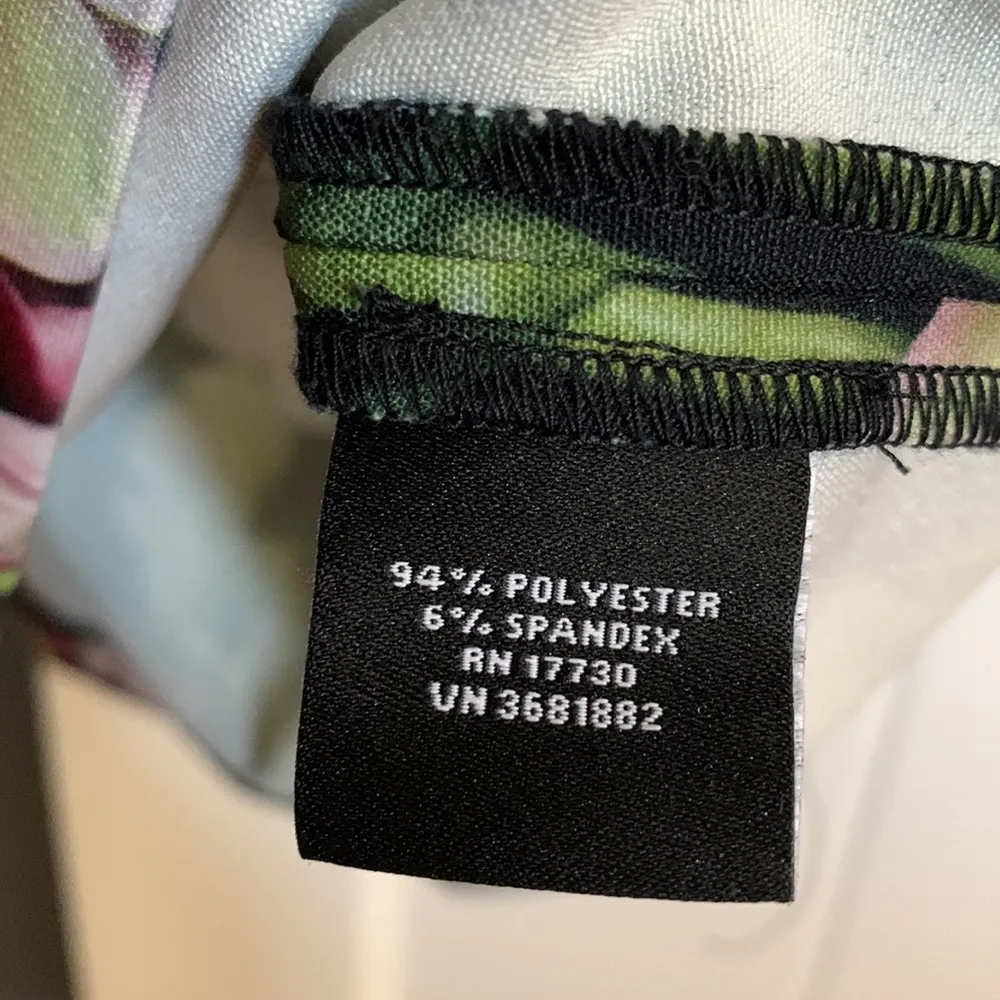 94% POLYESTER
6% SPANDEX
RN 17730
VN 3681882